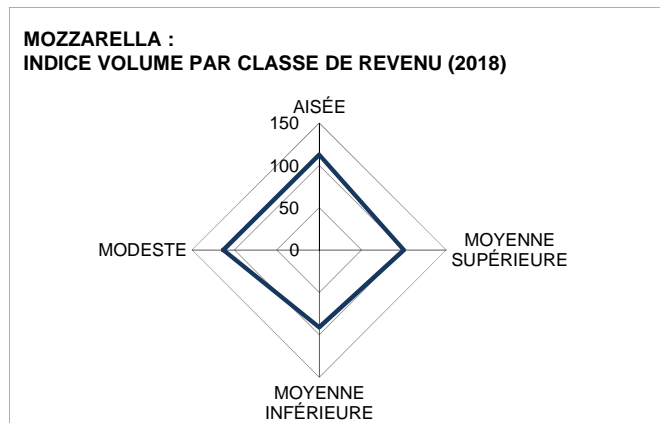 MOZZARELLA :
INDICE VOLUME PAR CLASSE DE REVENU (2018)
AISÉE
150
100
50
0
MODESTE
MOYENNE
SUPÉRIEURE
MOYENNE
INFÉRIEURE